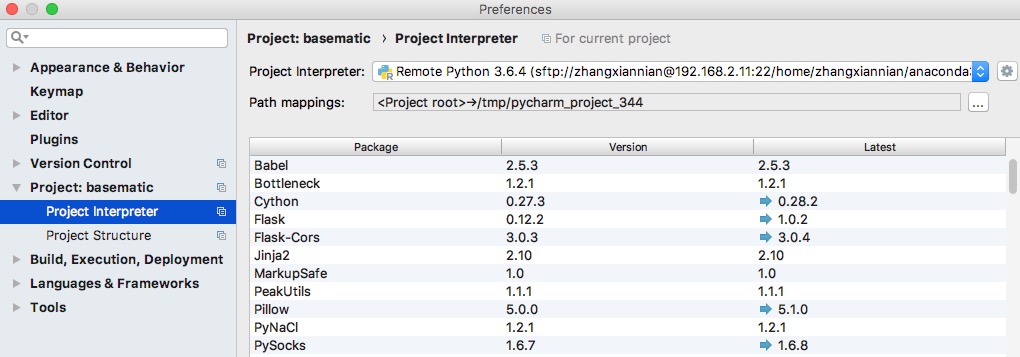 Preferences
Project: basematic › Project Interpreter For current project
Appearance & Behavior
Keymap
Editor
Plugins
Version Control
Project: basematic
Project Interpreter
Project Structure
Build, Execution, Deployment
Languages & Frameworks
Tools
Project Interpreter: Remote Python 3.6.4 (sftp://zhangxiannian@192.168.2.11:22/home/zhangxiannian/anaconda3
Path mappings: <Project root>→/tmp/pycharm_project_344 ...
Package Version Latest
Babel 2.5.3 2.5.3
Bottleneck 1.2.1 1.2.1
Cython 0.27.3 0.28.2
Flask 0.12.2 1.0.2
Flask-Cors 3.0.3 3.0.4
Jinja2 2.10 2.10
MarkupSafe 1.0 1.0
PeakUtils 1.1.1 1.1.1
Pillow 5.0.0 5.1.0
PyNaCl 1.2.1 1.2.1
PySocks 1.6.7 1.6.8